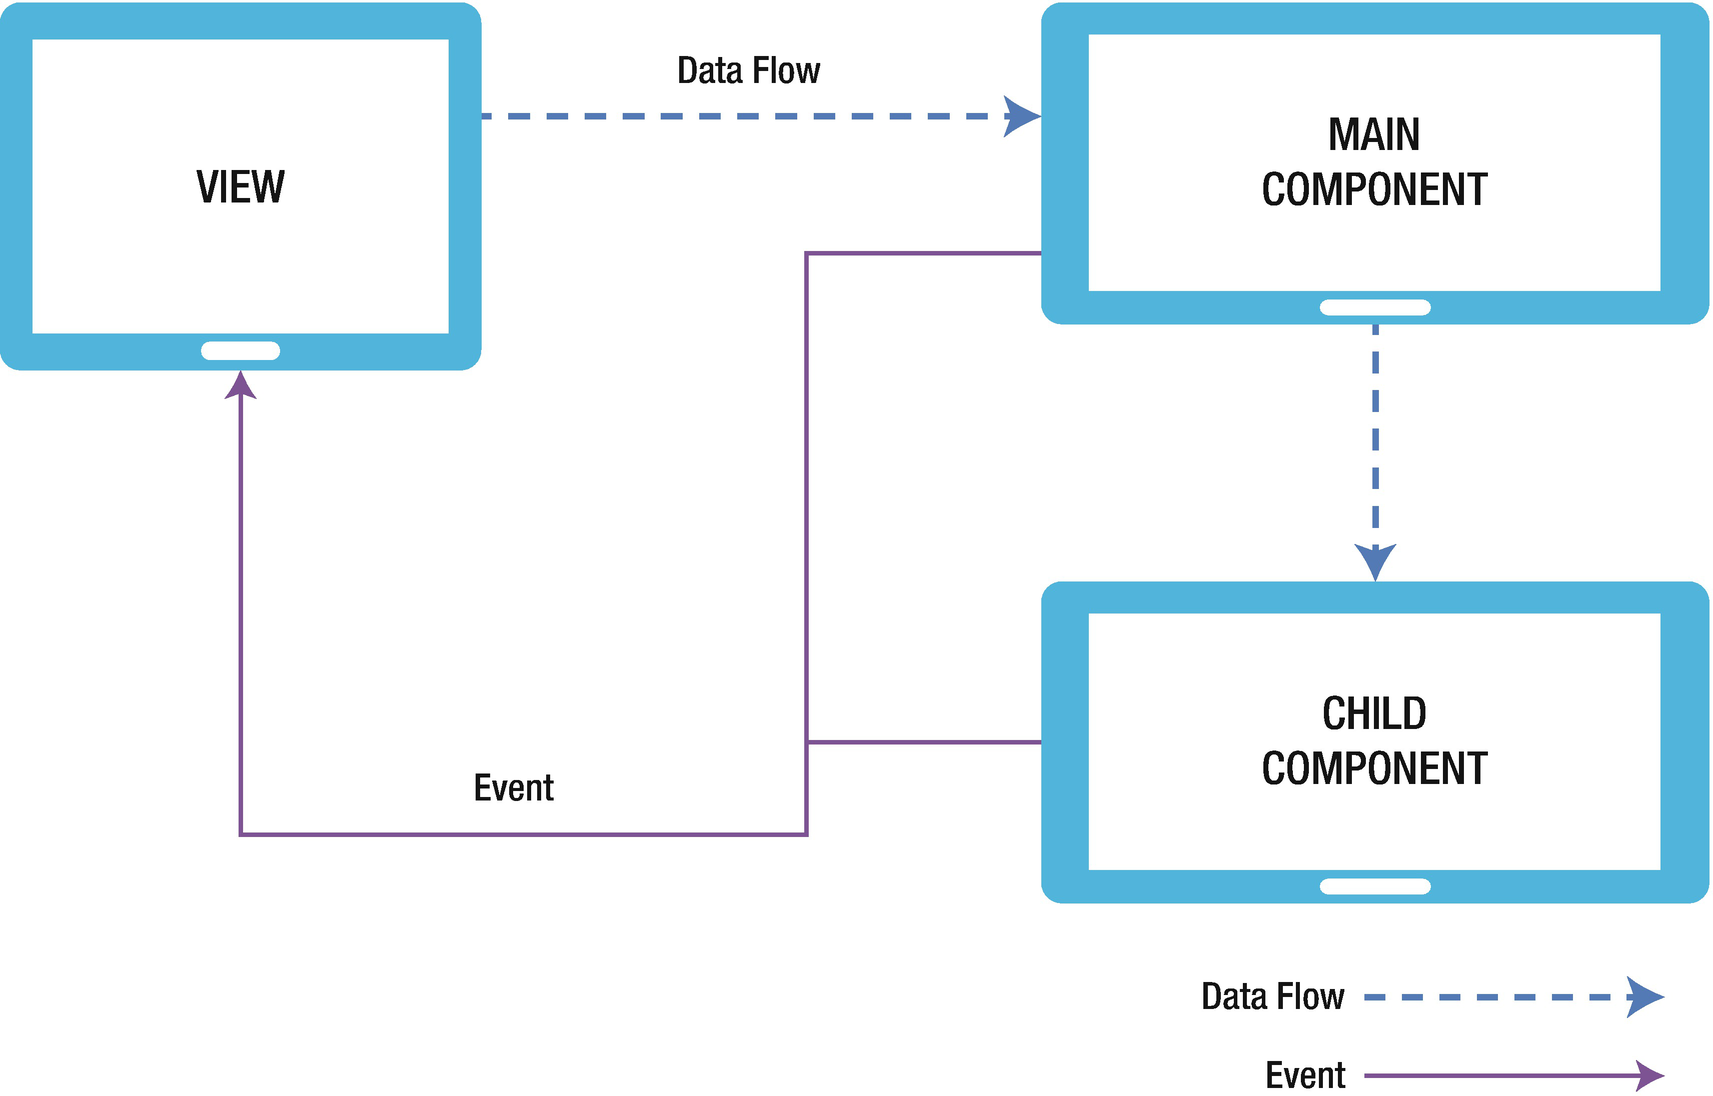 VIEW
Data Flow
MAIN
COMPONENT
Event
CHILD
COMPONENT
Data Flow
Event